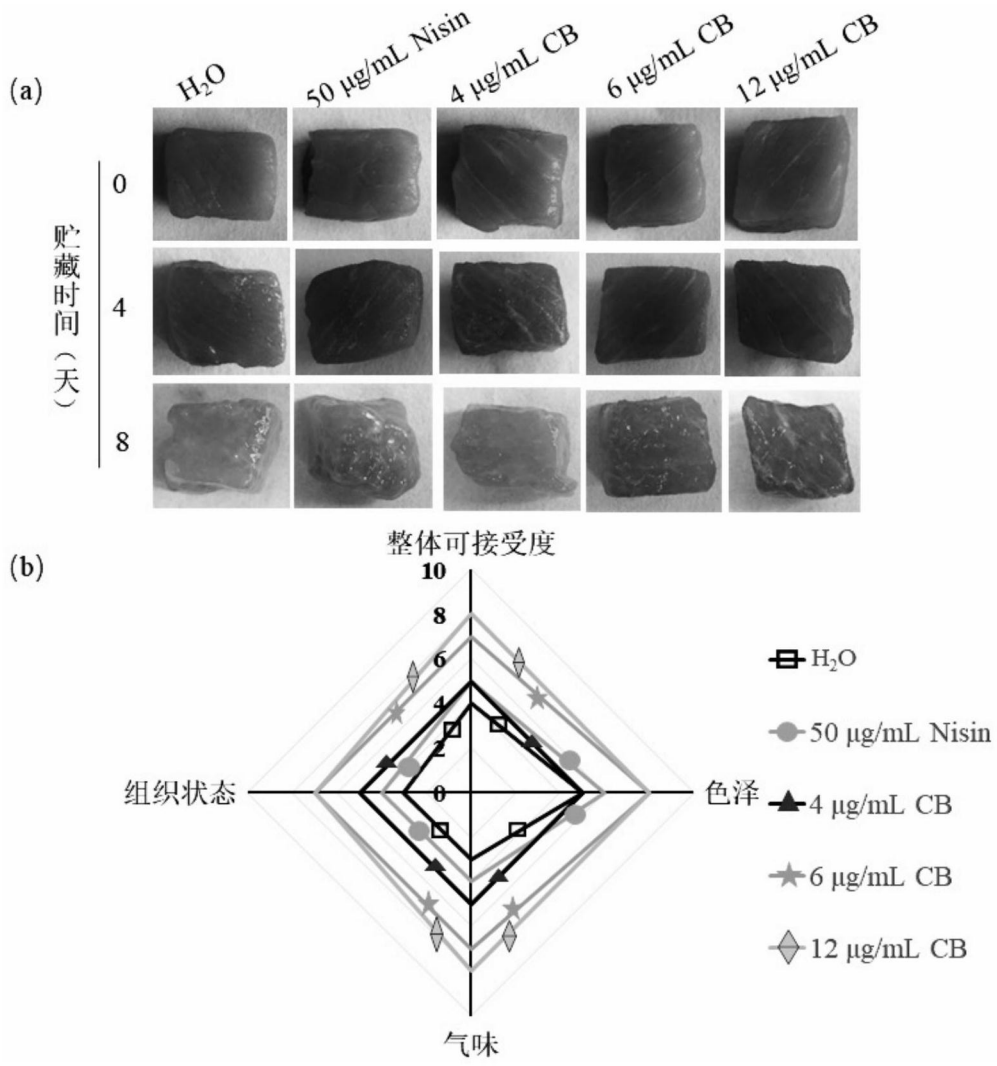 (a)
H₂O
50 μg/mL Nisin
4 μg/mL CB
6 μg/mL CB
12 μg/mL CB
贮藏时间（天）
0
4
8
(b)
整体可接受度
10
8
6
4
2
0
组织状态
色泽
气味
H₂O
50 μg/mL Nisin
4 μg/mL CB
6 μg/mL CB
12 μg/mL CB